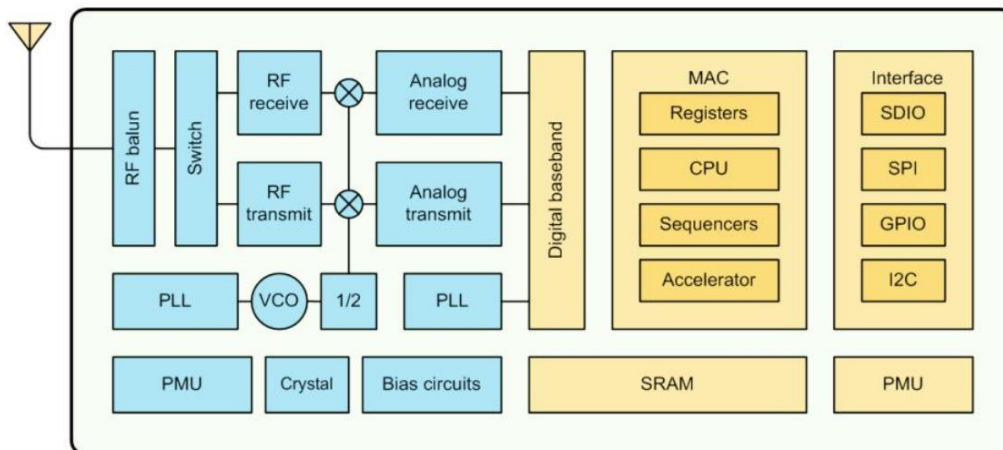 RF balun
Switch
RF
receive
Analog
receive
RF
transmit
Analog
transmit
PLL
VCO
1/2
PLL
Digital baseband
MAC
Registers
CPU
Sequencers
Accelerator
Interface
SDIO
SPI
GPIO
I2C
PMU
Crystal
Bias circuits
SRAM
PMU